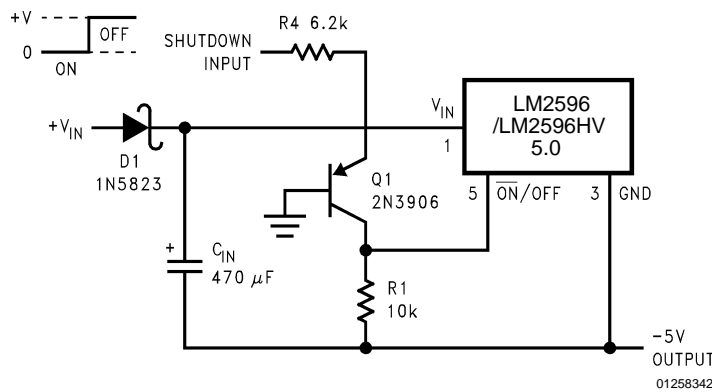 +V
OFF
0
ON
SHUTDOWN
INPUT
R4 6.2k
+VIN
D1
1N5823
VIN
1
LM2596
/LM2596HV
5.0
Q1
2N3906
5
ON/OFF
3
GND
+
CIN
470 μF
R1
10k
-5V
OUTPUT
01258342